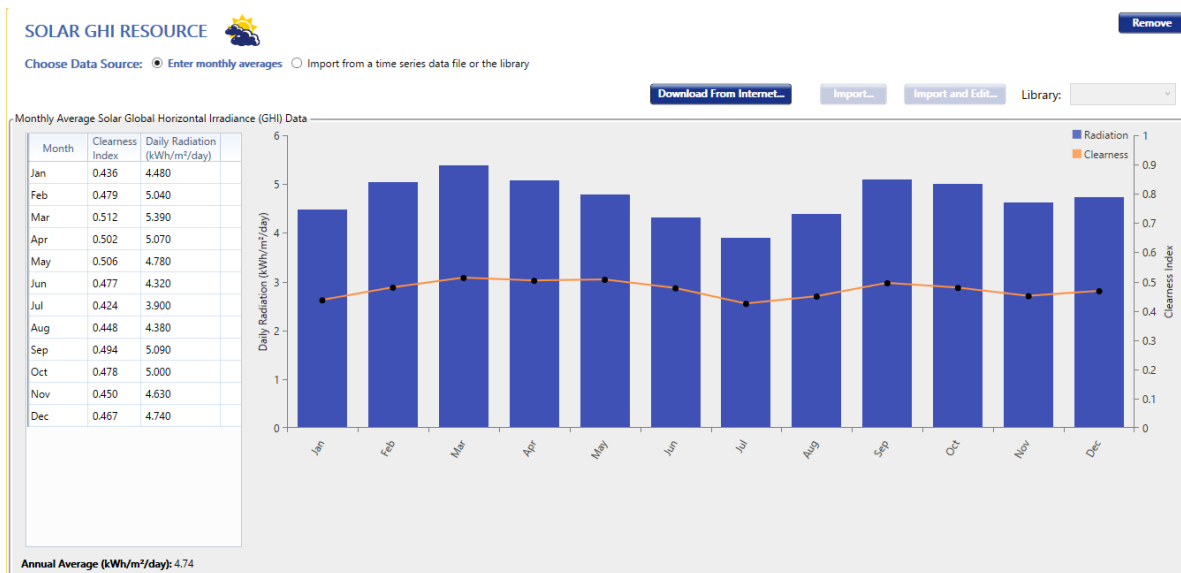 SOLAR GHI RESOURCE
Remove
Choose Data Source: Enter monthly averages Import from a time series data file or the library
Download From Internet... Import... Import and Edit... Library:
Monthly Average Solar Global Horizontal Irradiance (GHI) Data
Month Clearness Index Daily Radiation (kWh/m²/day)
Jan 0.436 4.480
Feb 0.479 5.040
Mar 0.512 5.390
Apr 0.502 5.070
May 0.506 4.780
Jun 0.477 4.320
Jul 0.424 3.900
Aug 0.448 4.380
Sep 0.494 5.090
Oct 0.478 5.000
Nov 0.450 4.630
Dec 0.467 4.740
Daily Radiation (kWh/m²/day)
6
5
4
3
2
1
0
Radiation
Clearness
1
0.9
0.8
0.7
0.6
0.5
0.4
0.3
0.2
0.1
0
Clearness Index
Jan Feb Mar Apr May Jun Jul Aug Sep Oct Nov Dec
Annual Average (kWh/m²/day): 4.74